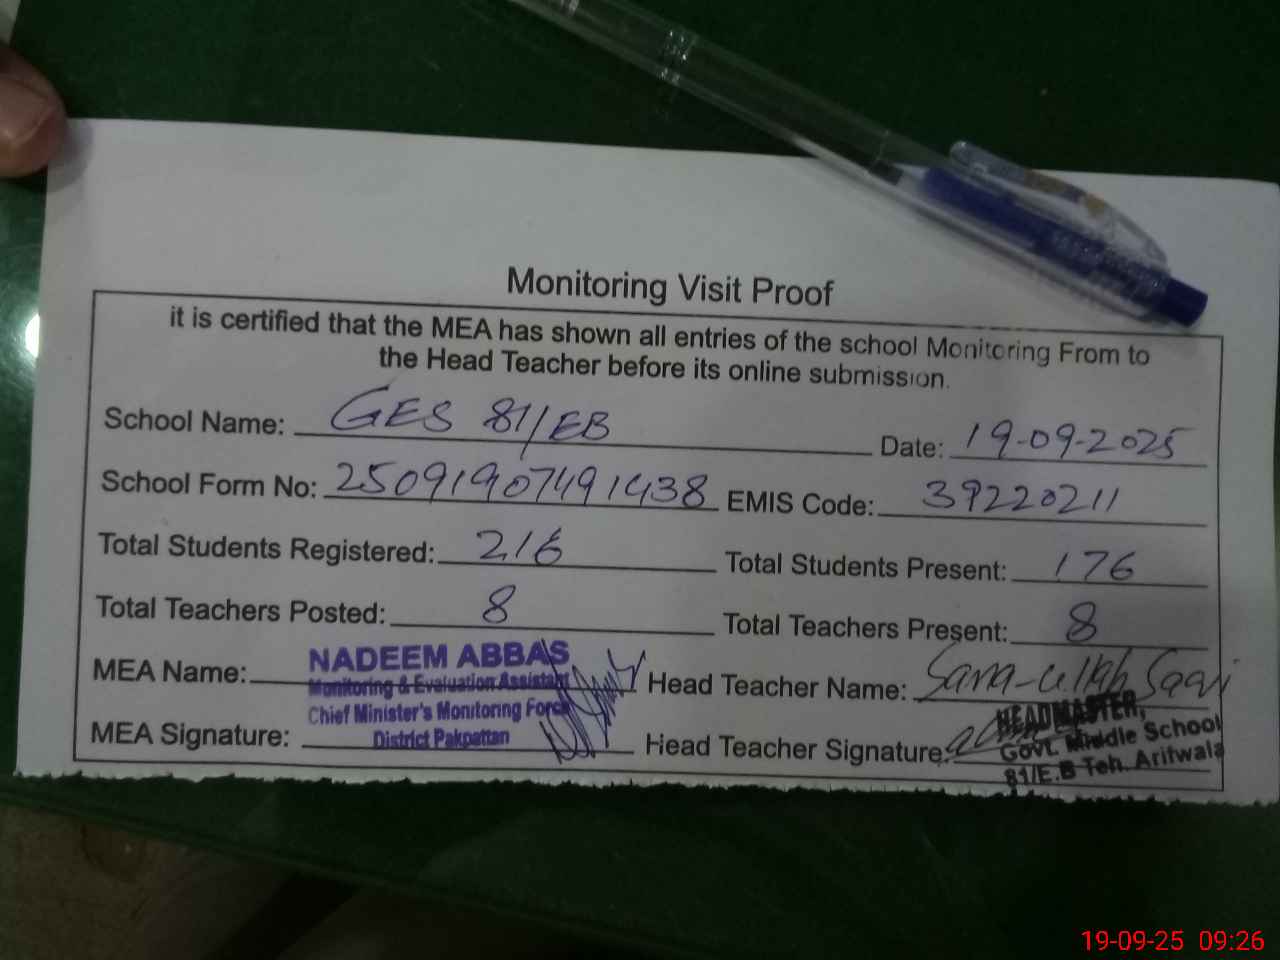 Monitoring Visit Proof
it is certified that the MEA has shown all entries of the school Monitoring From to
the Head Teacher before its online submission.
School Name: GES 81/EB Date: 19-09-2025
School Form No: 25091907491438 EMIS Code: 39220211
Total Students Registered: 216 Total Students Present: 176
Total Teachers Posted: 8 Total Teachers Present: 8
MEA Name: NADEEM ABBAS Head Teacher Name: Sana-ullah
Monitoring & Evaluation Assistant
Chief Minister's Monitoring Force
District Pakpattan
MEA Signature: Head Teacher Signature:
HEADMASTER,
Govt. Middle School
81/E.B Teh. Arifwala
19-09-25 09:26